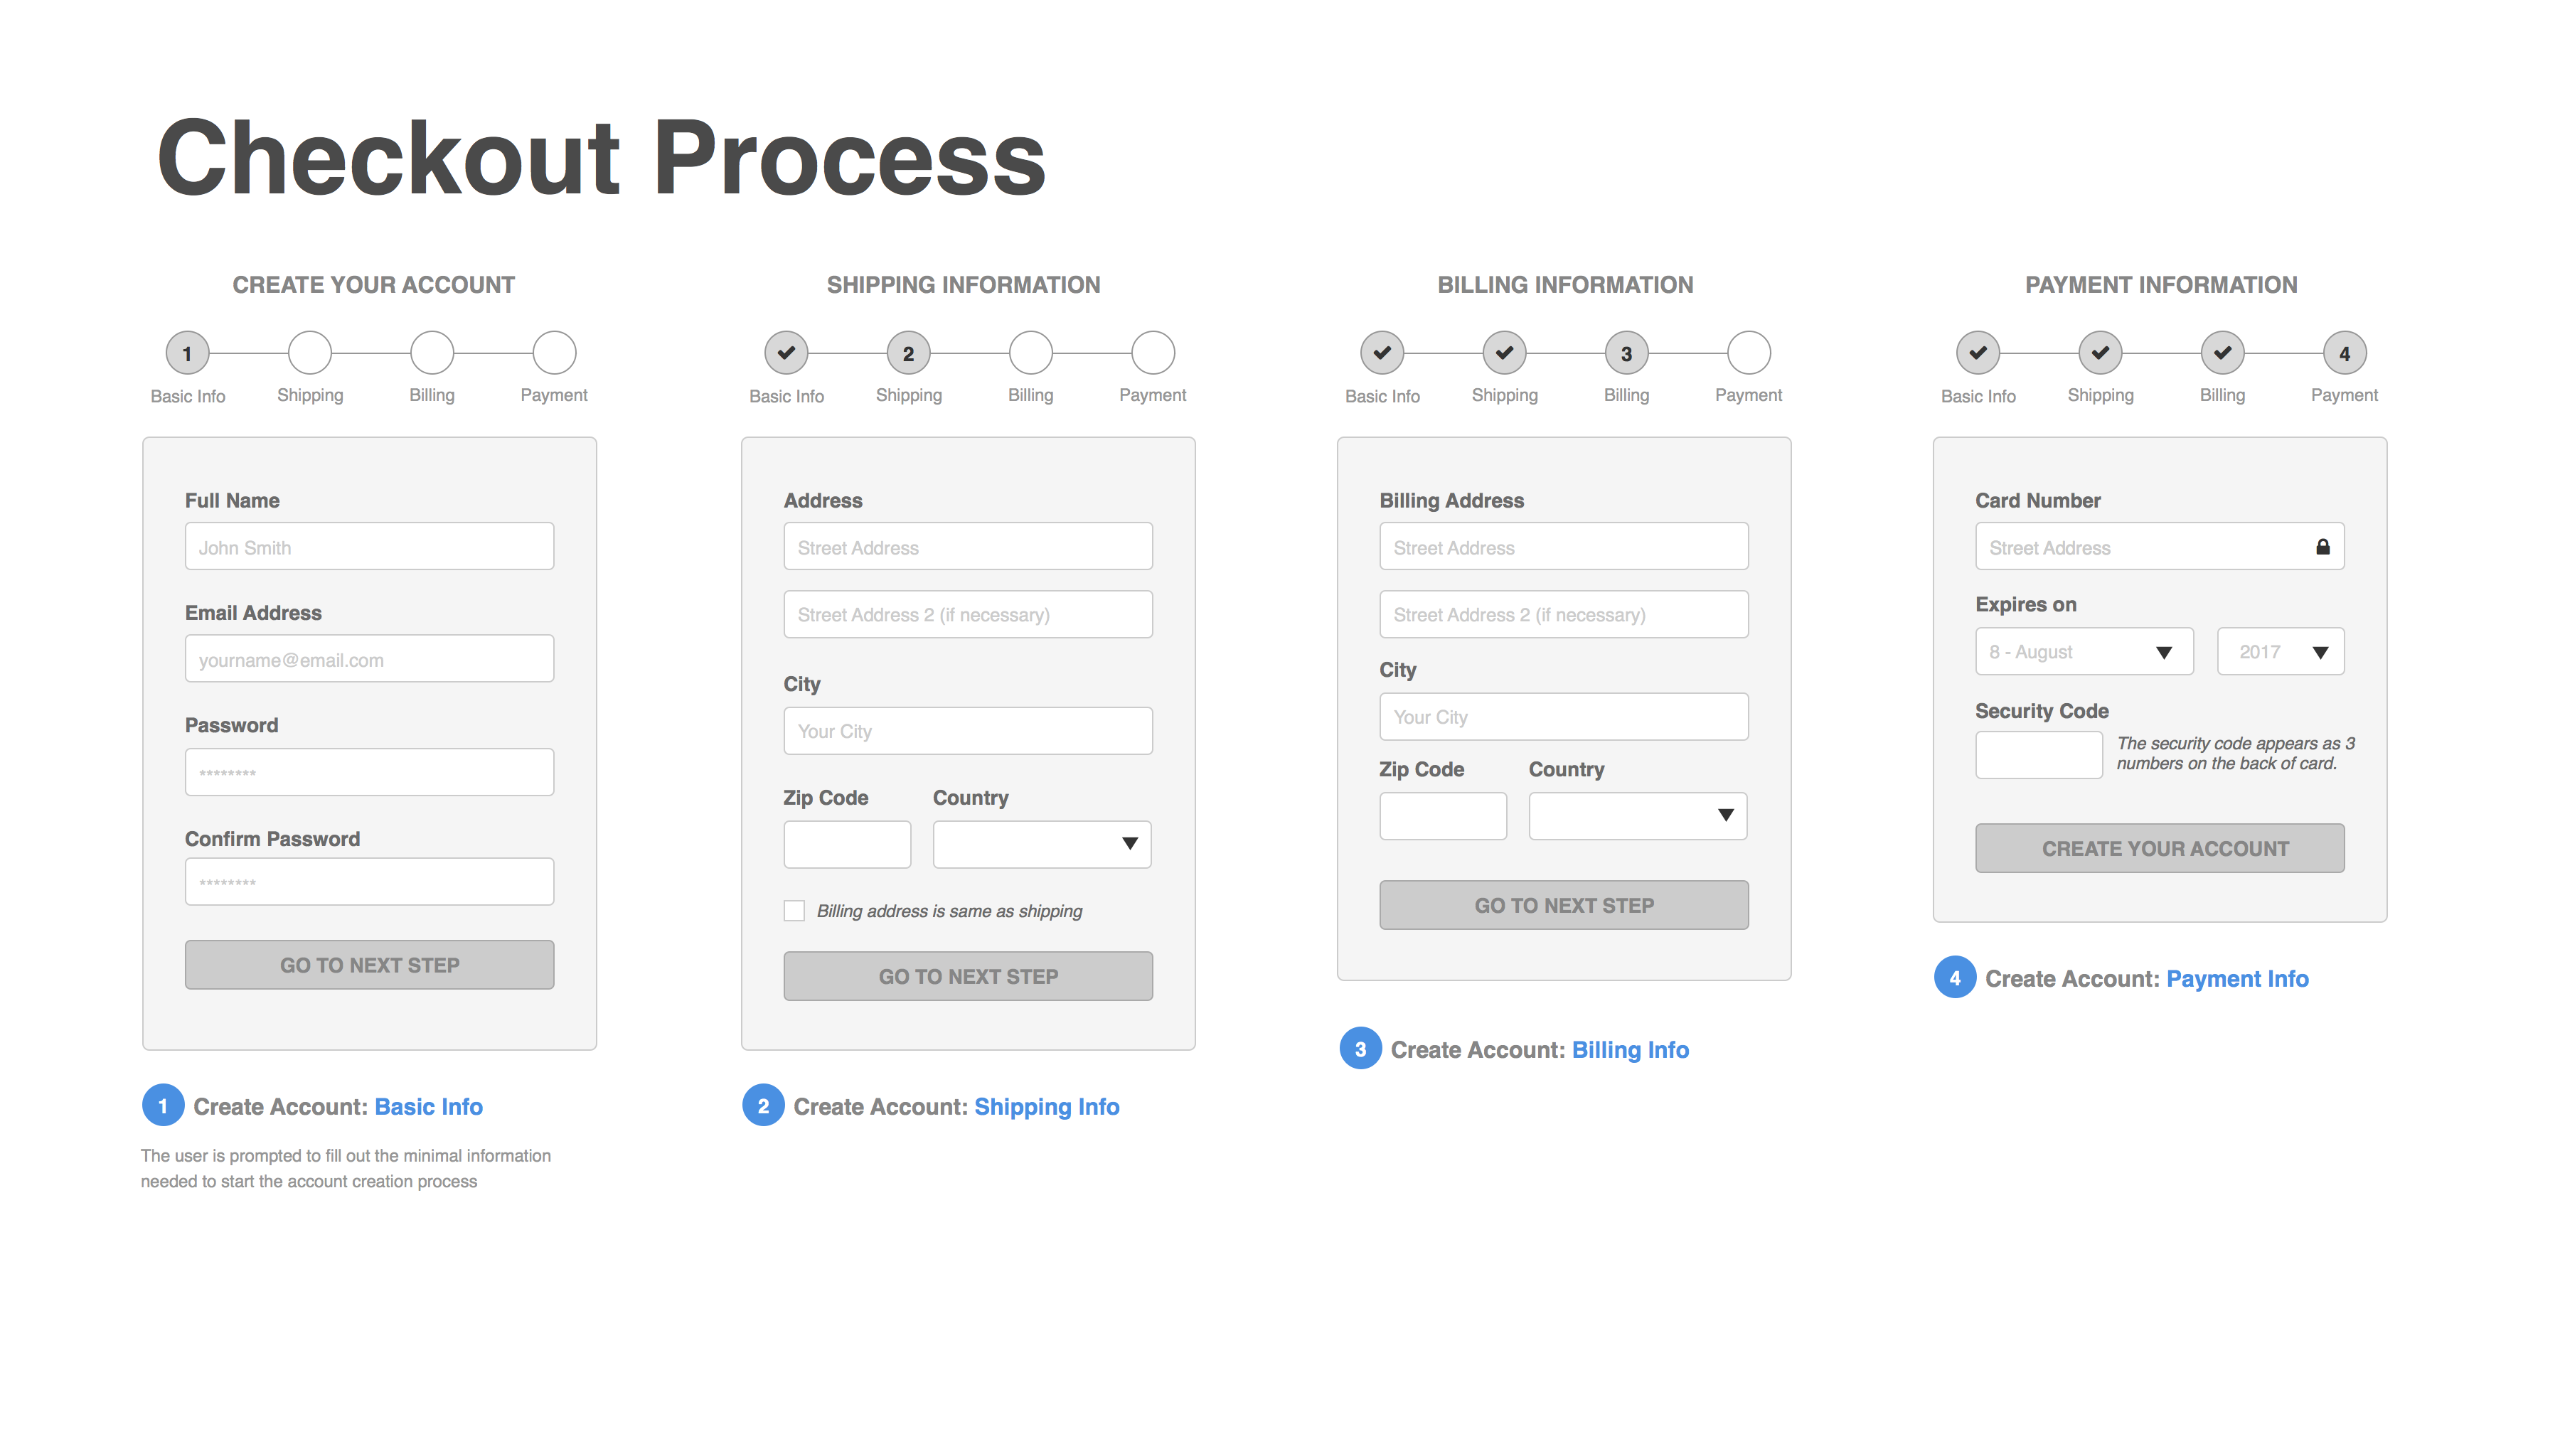 Checkout Process
CREATE YOUR ACCOUNT
1
Basic Info
Shipping
Billing
Payment
Full Name
John Smith
Email Address
yourname@email.com
Password
********
Confirm Password
********
GO TO NEXT STEP
1 Create Account: Basic Info
The user is prompted to fill out the minimal information
needed to start the account creation process
SHIPPING INFORMATION
2
Basic Info
Shipping
Billing
Payment
Address
Street Address
Street Address 2 (if necessary)
City
Your City
Zip Code
Country
Billing address is same as shipping
GO TO NEXT STEP
2 Create Account: Shipping Info
BILLING INFORMATION
3
Basic Info
Shipping
Billing
Payment
Billing Address
Street Address
Street Address 2 (if necessary)
City
Your City
Zip Code
Country
GO TO NEXT STEP
3 Create Account: Billing Info
PAYMENT INFORMATION
4
Basic Info
Shipping
Billing
Payment
Card Number
Street Address
Expires on
8 - August
2017
Security Code
The security code appears as 3
numbers on the back of card.
CREATE YOUR ACCOUNT
4 Create Account: Payment Info